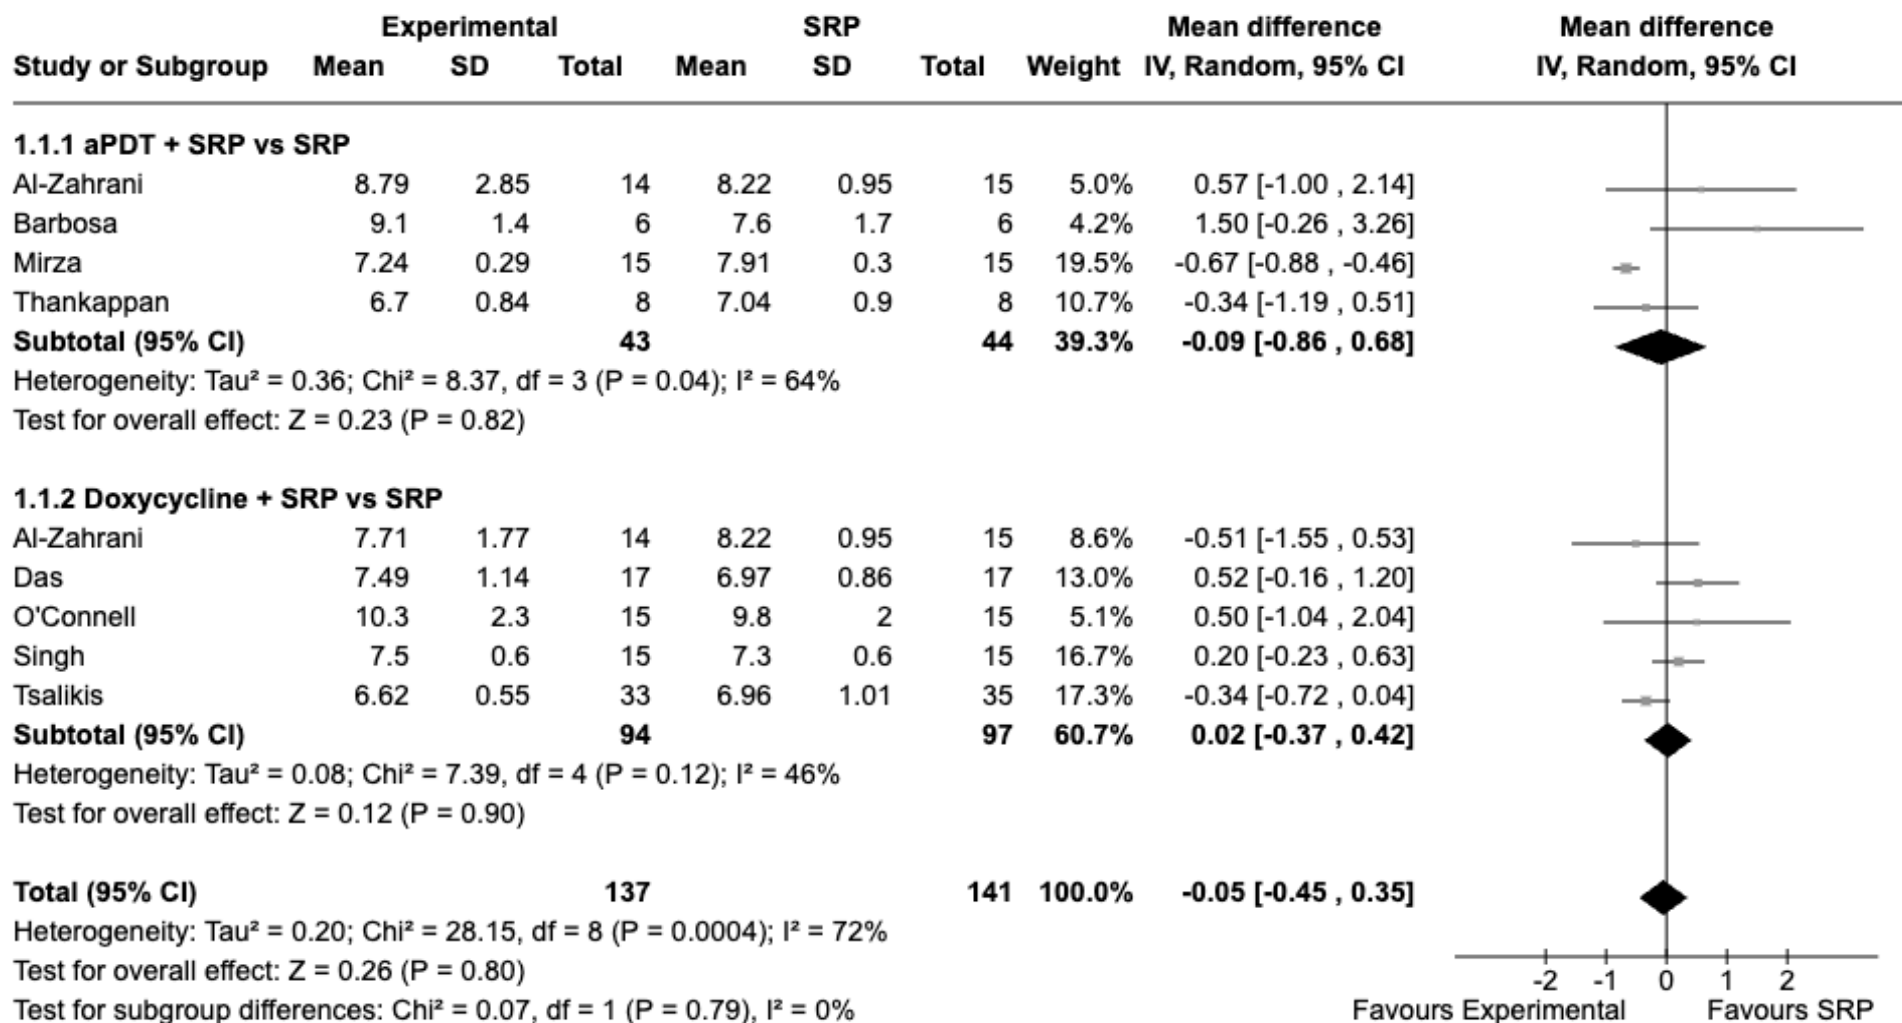 Experimental SRP Mean difference Mean difference
Study or Subgroup Mean SD Total Mean SD Total Weight IV, Random, 95% CI IV, Random, 95% CI
1.1.1 aPDT + SRP vs SRP
Al-Zahrani 8.79 2.85 14 8.22 0.95 15 5.0% 0.57 [-1.00 , 2.14]
Barbosa 9.1 1.4 6 7.6 1.7 6 4.2% 1.50 [-0.26 , 3.26]
Mirza 7.24 0.29 15 7.91 0.3 15 19.5% -0.67 [-0.88 , -0.46]
Thankappan 6.7 0.84 8 7.04 0.9 8 10.7% -0.34 [-1.19 , 0.51]
Subtotal (95% CI) 43 44 39.3% -0.09 [-0.86 , 0.68]
Heterogeneity: Tau² = 0.36; Chi² = 8.37, df = 3 (P = 0.04); I² = 64%
Test for overall effect: Z = 0.23 (P = 0.82)
1.1.2 Doxycycline + SRP vs SRP
Al-Zahrani 7.71 1.77 14 8.22 0.95 15 8.6% -0.51 [-1.55 , 0.53]
Das 7.49 1.14 17 6.97 0.86 17 13.0% 0.52 [-0.16 , 1.20]
O'Connell 10.3 2.3 15 9.8 2 15 5.1% 0.50 [-1.04 , 2.04]
Singh 7.5 0.6 15 7.3 0.6 15 16.7% 0.20 [-0.23 , 0.63]
Tsalikis 6.62 0.55 33 6.96 1.01 35 17.3% -0.34 [-0.72 , 0.04]
Subtotal (95% CI) 94 97 60.7% 0.02 [-0.37 , 0.42]
Heterogeneity: Tau² = 0.08; Chi² = 7.39, df = 4 (P = 0.12); I² = 46%
Test for overall effect: Z = 0.12 (P = 0.90)
Total (95% CI) 137 141 100.0% -0.05 [-0.45 , 0.35]
Heterogeneity: Tau² = 0.20; Chi² = 28.15, df = 8 (P = 0.0004); I² = 72%
Test for overall effect: Z = 0.26 (P = 0.80)
-2 -1 0 1 2
Test for subgroup differences: Chi² = 0.07, df = 1 (P = 0.79), I² = 0%
Favours Experimental Favours SRP